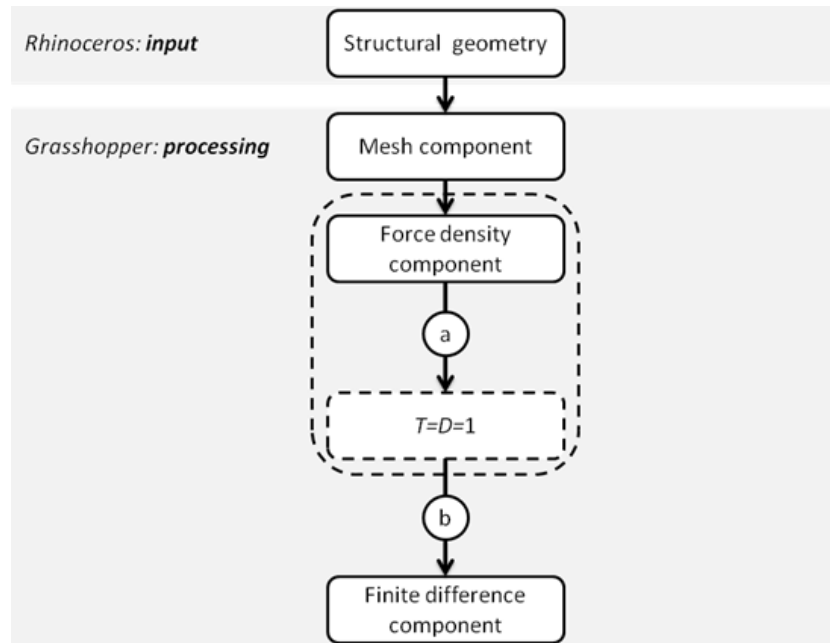 Rhinoceros: input
Structural geometry
Grasshopper: processing
Mesh component
Force density
component
a
T=D=1
b
Finite difference
component